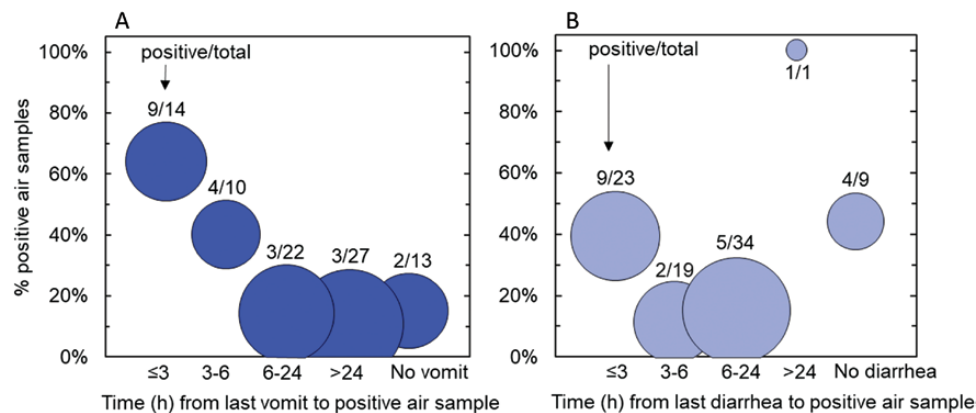 A
100%
80%
60%
40%
20%
0%
% positive air samples
positive/total
9/14
4/10
3/22
3/27
2/13
≤3 3-6 6-24 >24 No vomit
Time (h) from last vomit to positive air sample
B
100%
80%
60%
40%
20%
0%
positive/total
1/1
9/23
2/19
5/34
4/9
≤3 3-6 6-24 >24 No diarrhea
Time (h) from last diarrhea to positive air sample